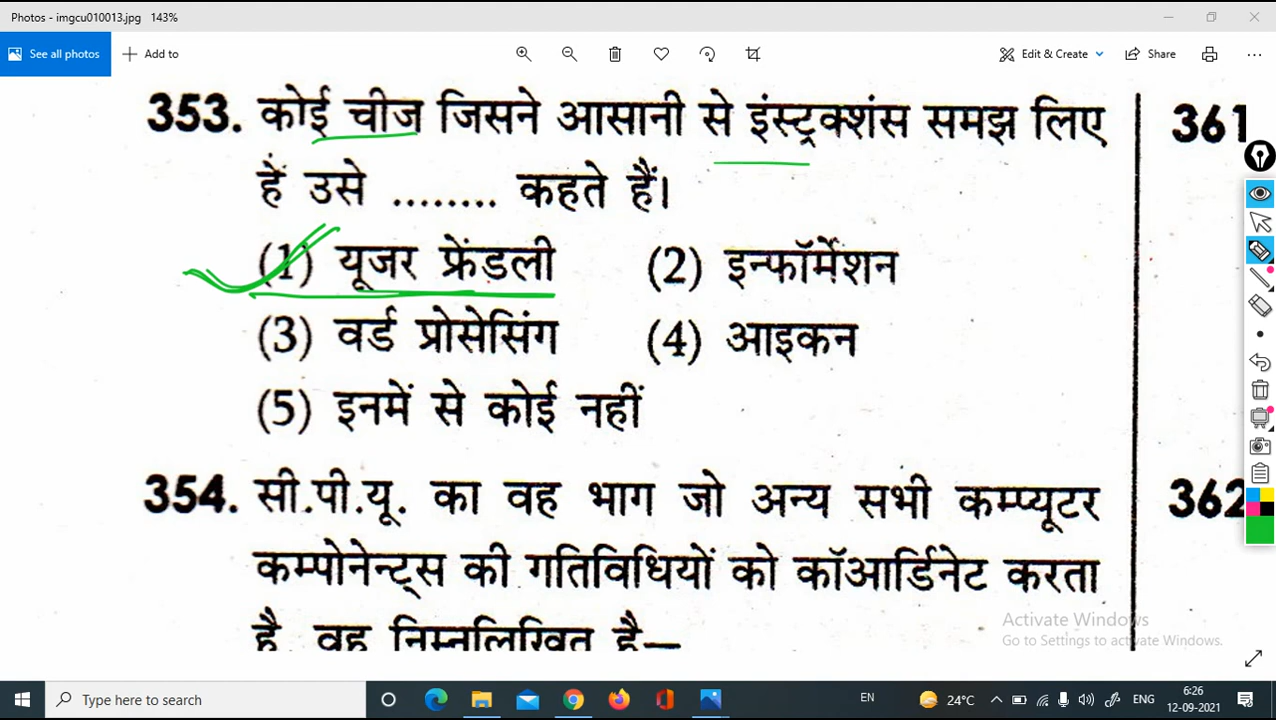 Photos - imgcu010013.jpg 143%
See all photos
Add to
Edit & Create
Share
353. कोई चीज जिसने आसानी से इंस्ट्रक्शंस समझ लिए
हैं उसे ........ कहते हैं।
(1) यूजर फ्रेंडली (2) इन्फॉर्मेशन
(3) वर्ड प्रोसेसिंग (4) आइकन
(5) इनमें से कोई नहीं
354. सी.पी.यू. का वह भाग जो अन्य सभी कम्प्यूटर
कम्पोनेन्ट्स की गतिविधियों को कॉआर्डिनेट करता
है, वह निम्नलिखित है—
361
362
Activate Windows
Go to Settings to activate Windows.
Type here to search
EN
24°C
ENG
6:26
12-09-2021